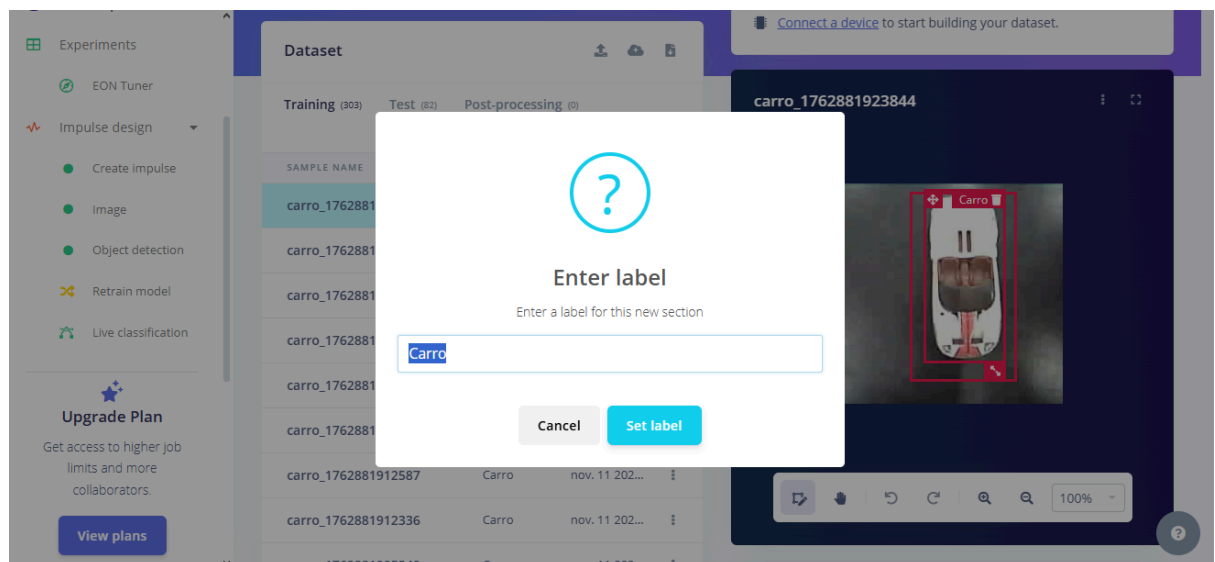 Experiments
EON Tuner
Impulse design
Create impulse
Image
Object detection
Retrain model
Live classification
Upgrade Plan
Get access to higher job
limits and more
collaborators.
View plans
Dataset
Training (303) Test (82) Post-processing (0)
SAMPLE NAME
carro_1762881
carro_1762881
carro_1762881
carro_1762881
carro_1762881
carro_1762881
carro_1762881912587 Carro nov. 11 202...
carro_1762881912336 Carro nov. 11 202...
?
Enter label
Enter a label for this new section
Carro
Cancel Set label
Connect a device to start building your dataset.
carro_1762881923844
Carro
100%
?